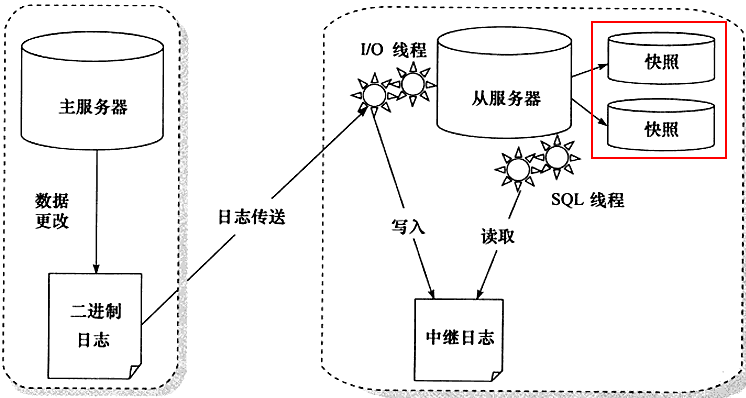 主服务器
数据
更改
二进制
日志
日志传送
I/O 线程
从服务器
快照
快照
SQL 线程
写入
读取
中继日志